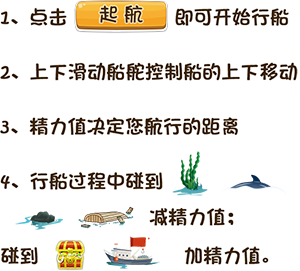 1、点击 起航 即可开始行船
2、上下滑动船舵控制船的上下移动
3、精力值决定您航行的距离
4、行船过程中碰到
减精力值；
碰到 加精力值。